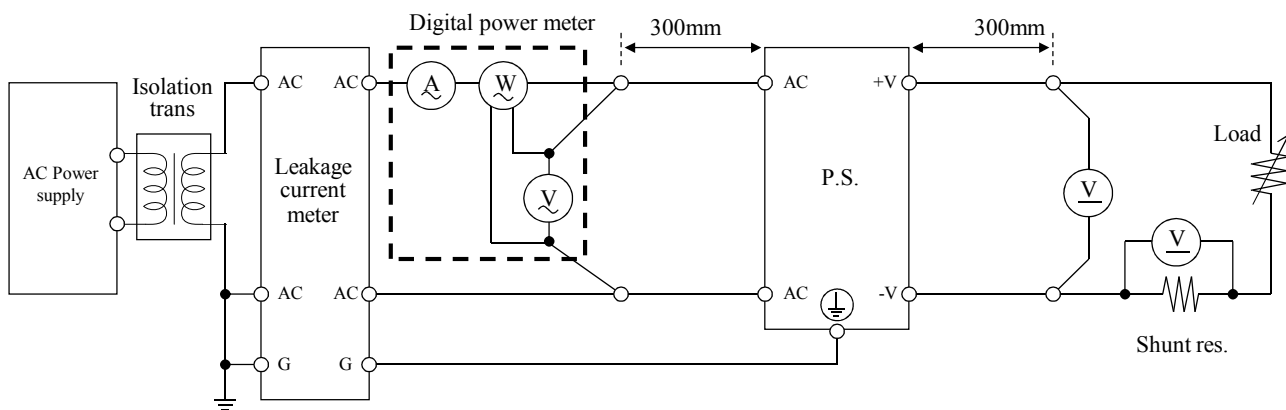 Digital power meter
300mm
300mm
Isolation
trans
AC
AC
A
W
AC
+V
Load
AC Power
supply
Leakage
current
meter
V
P.S.
V
V
AC
AC
AC
-V
G
G
Shunt res.